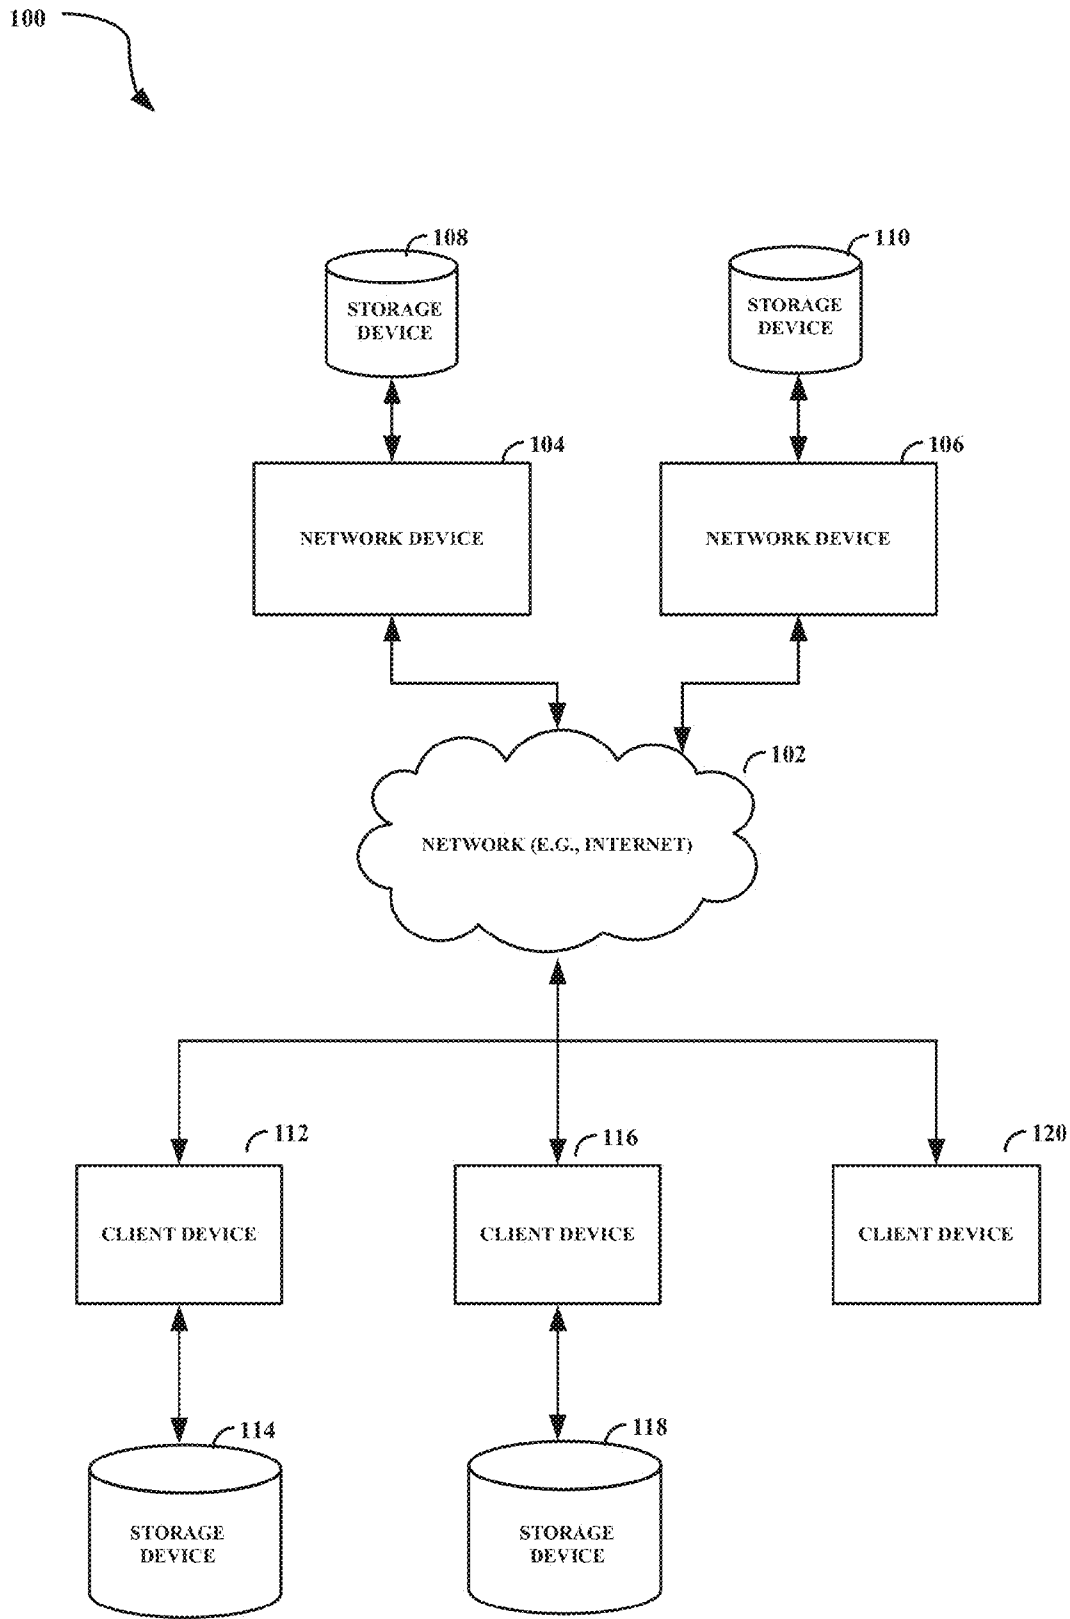 100
108
110
STORAGE
DEVICE
STORAGE
DEVICE
104
106
NETWORK DEVICE
NETWORK DEVICE
102
NETWORK (E.G., INTERNET)
112
116
120
CLIENT DEVICE
CLIENT DEVICE
CLIENT DEVICE
114
118
STORAGE
DEVICE
STORAGE
DEVICE